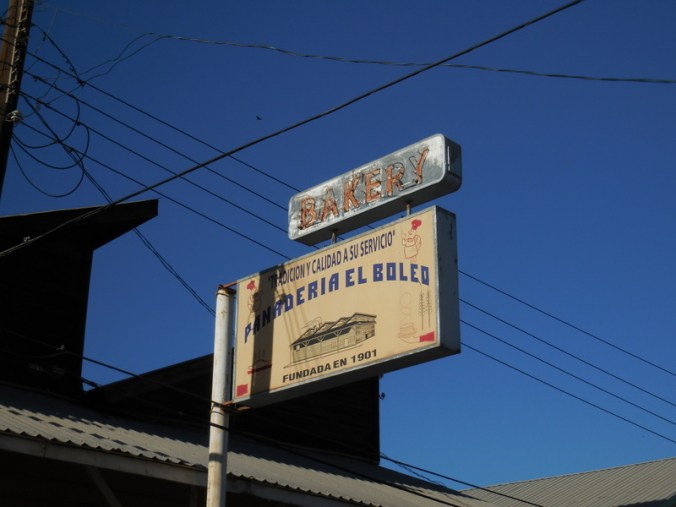 BAKERY
"TRADICION Y CALIDAD A SU SERVICIO"
PANADERIA EL BOLEO
FUNDADA EN 1901